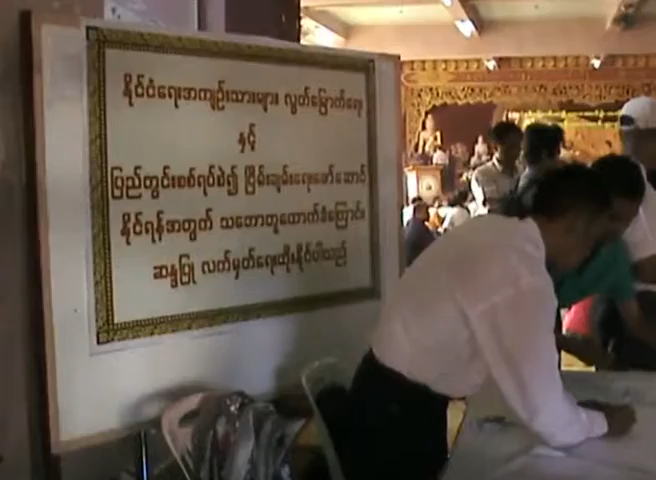 နိုင်ငံရေးအကျဉ်းသားများ လွတ်မြောက်ရေး
နှင့်
ပြည်တွင်းစစ်ရပ်စဲ၍ ငြိမ်းချမ်းရေးဖော်ဆောင်
နိုင်ရန်အတွက် သဘောတူထောက်ခံကြောင်း
ဆန္ဒပြု လက်မှတ်ရေးထိုးနိုင်ပါသည်